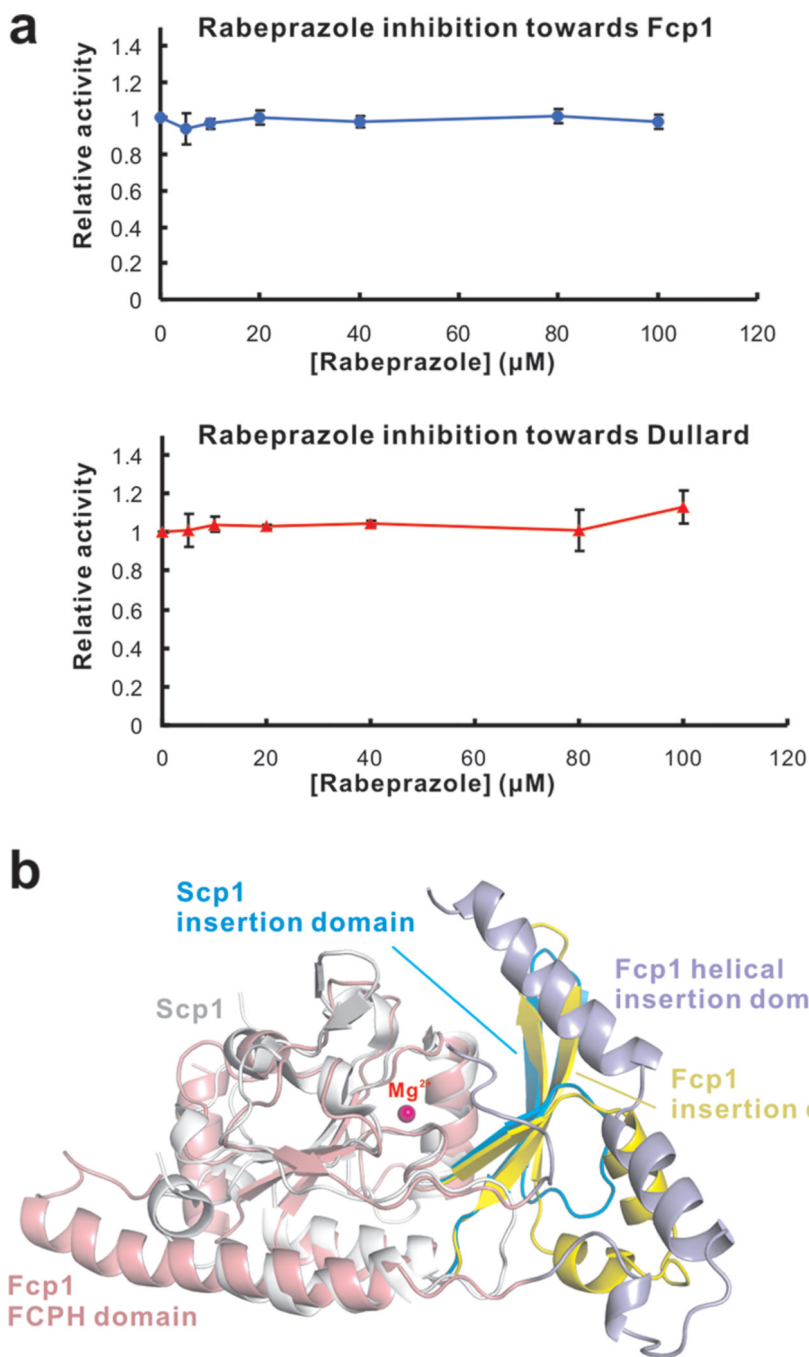 a
Rabeprazole inhibition towards Fcp1
1.4
1.2
1
0.8
0.6
0.4
0.2
0
Relative activity
0 20 40 60 80 100 120
[Rabeprazole] (µM)
Rabeprazole inhibition towards Dullard
1.4
1.2
1
0.8
0.6
0.4
0.2
0
Relative activity
0 20 40 60 80 100 120
[Rabeprazole] (µM)
b
Scp1
insertion domain
Fcp1 helical
insertion dom
Scp1
Mg²⁺
Fcp1
insertion d
Fcp1
FCPH domain